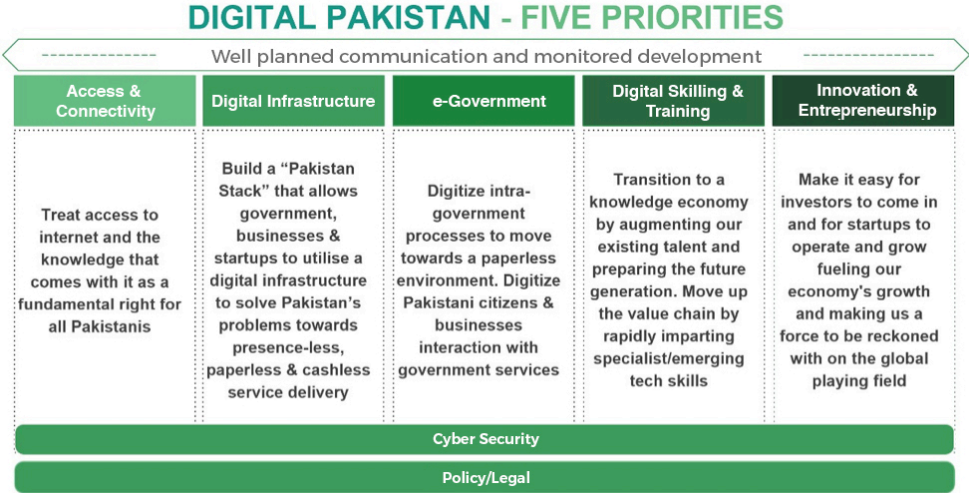 DIGITAL PAKISTAN - FIVE PRIORITIES
Well planned communication and monitored development
Access &
Connectivity
Treat access to
internet and the
knowledge that
comes with it as a
fundamental right for
all Pakistanis
Digital Infrastructure
Build a “Pakistan
Stack” that allows
government,
businesses &
startups to utilise a
digital infrastructure
to solve Pakistan’s
problems towards
presence-less,
paperless & cashless
service delivery
e-Government
Digitize intra-
government
processes to move
towards a paperless
environment. Digitize
Pakistani citizens &
businesses
interaction with
government services
Digital Skilling &
Training
Transition to a
knowledge economy
by augmenting our
existing talent and
preparing the future
generation. Move up
the value chain by
rapidly imparting
specialist/emerging
tech skills
Innovation &
Entrepreneurship
Make it easy for
investors to come in
and for startups to
operate and grow
fueling our
economy's growth
and making us a
force to be reckoned
with on the global
playing field
Cyber Security
Policy/Legal